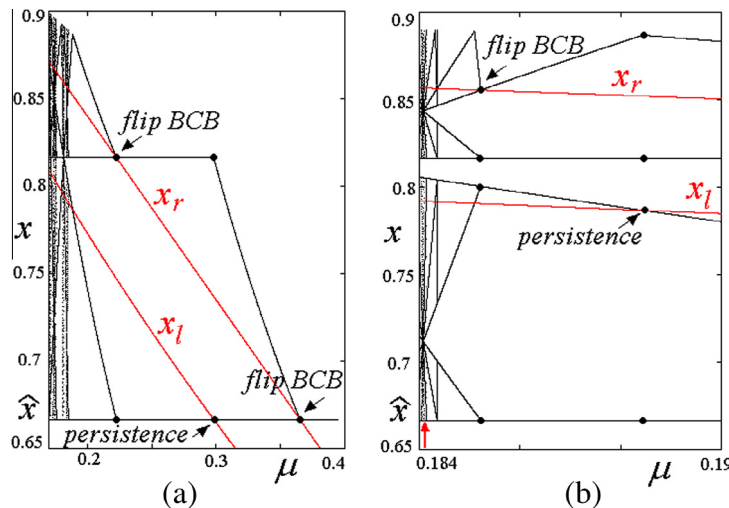 0.9
0.85
0.8
x
0.75
0.7
x̂
0.65
flip BCB
x_r
x_l
flip BCB
persistence
0.2
0.3
μ
0.4
(a)
0.9
0.85
0.8
x
0.75
0.7
x̂
0.65
flip BCB
x_r
x_l
persistence
0.184
μ
0.19
(b)